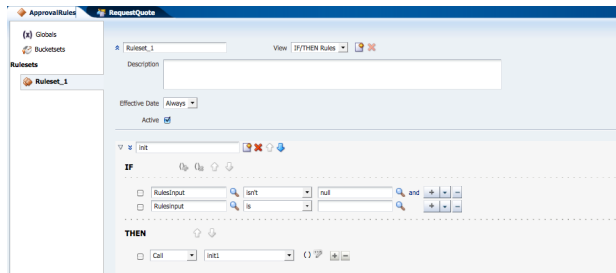 ApprovalRules RequestQuote
(x) Globals
Bucketsets
Rulesets
Ruleset_1
Ruleset_1 View IF/THEN Rules
Description
Effective Date Always
Active
init
IF
RulesInput isn't null and
RulesInput is
THEN
Call init1 ()